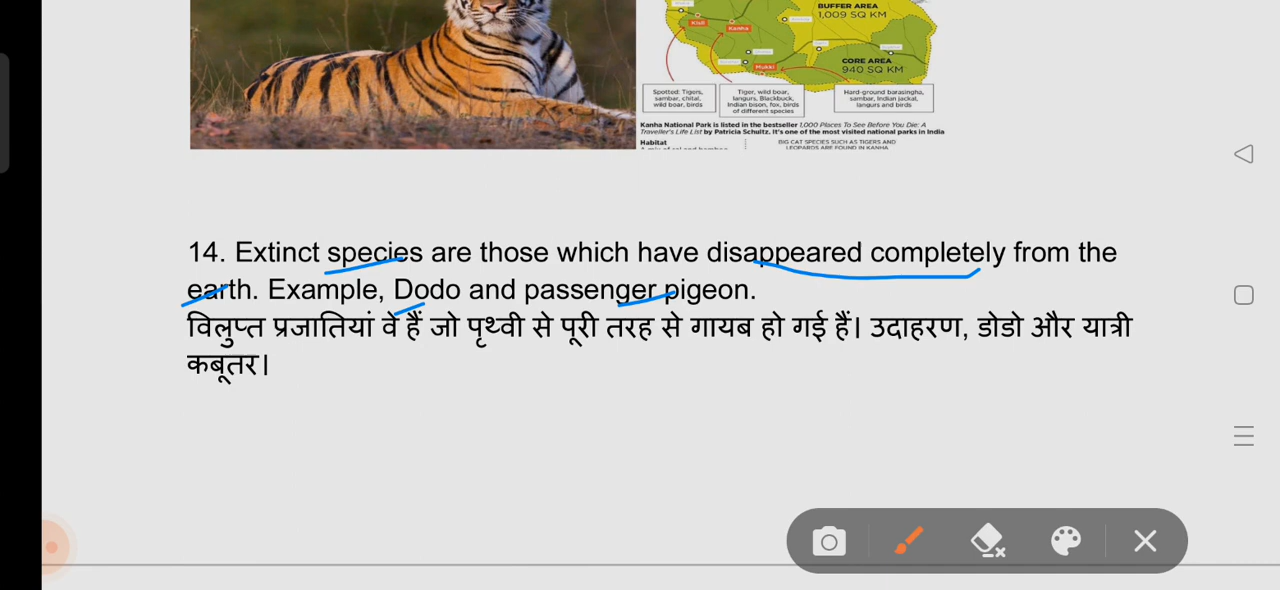 BUFFER AREA
1,009 SQ KM
Kisli
Kanha
CORE AREA
940 SQ KM
Mukki
Spotted: Tigers,
sambar, chital,
wild boar, birds
Tiger, wild boar,
langurs, Blackbuck,
Indian bison, fox, birds
of different species
Hard-ground barasingha,
sambar, Indian jackal,
langurs and birds
Kanha National Park is listed in the bestseller 1,000 Places To See Before You Die: A
Traveller's Life List by Patricia Schultz. It's one of the most visited national parks in India
Habitat
BIG CAT SPECIES SUCH AS TIGERS AND
LEOPARDS ARE FOUND IN KANHA
14. Extinct species are those which have disappeared completely from the
earth. Example, Dodo and passenger pigeon.
विलुप्त प्रजातियां वे हैं जो पृथ्वी से पूरी तरह से गायब हो गई हैं। उदाहरण, डोडो और यात्री
कबूतर।